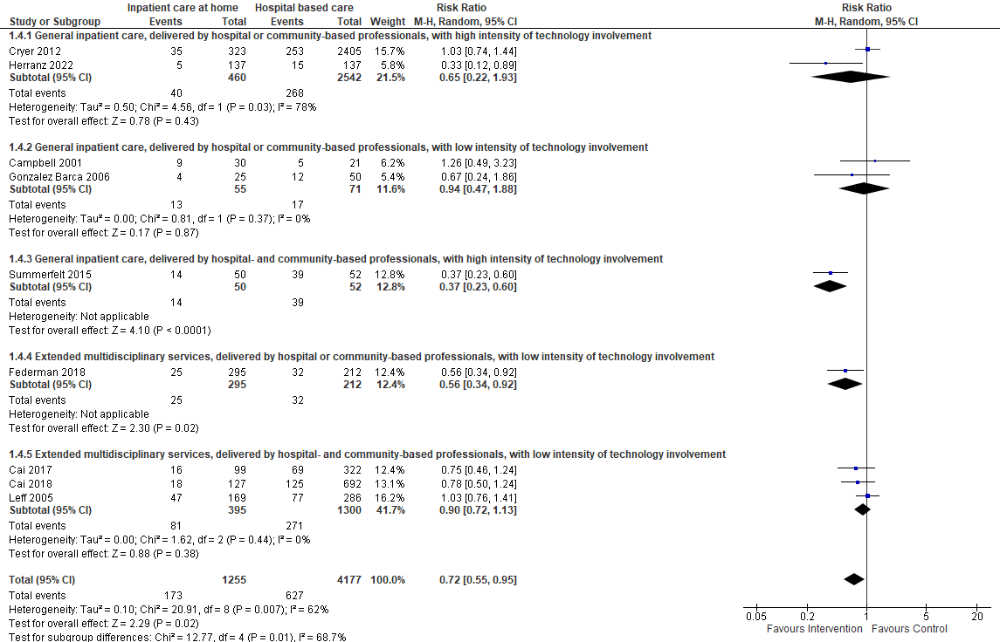 Inpatient care at home Hospital based care Risk Ratio Risk Ratio
Study or Subgroup Events Total Events Total Weight M-H, Random, 95% CI M-H, Random, 95% CI
1.4.1 General inpatient care, delivered by hospital or community-based professionals, with high intensity of technology involvement
Cryer 2012 35 323 253 2405 15.7% 1.03 [0.74, 1.44]
Herranz 2022 5 137 15 137 5.8% 0.33 [0.12, 0.89]
Subtotal (95% CI) 460 2542 21.5% 0.65 [0.22, 1.93]
Total events 40 268
Heterogeneity: Tau² = 0.50; Chi² = 4.56, df = 1 (P = 0.03); I² = 78%
Test for overall effect: Z = 0.78 (P = 0.43)
1.4.2 General inpatient care, delivered by hospital or community-based professionals, with low intensity of technology involvement
Campbell 2001 9 30 5 21 6.2% 1.26 [0.49, 3.23]
Gonzalez Barca 2006 4 25 12 50 5.4% 0.67 [0.24, 1.86]
Subtotal (95% CI) 55 71 11.6% 0.94 [0.47, 1.88]
Total events 13 17
Heterogeneity: Tau² = 0.00; Chi² = 0.81, df = 1 (P = 0.37); I² = 0%
Test for overall effect: Z = 0.17 (P = 0.87)
1.4.3 General inpatient care, delivered by hospital- and community-based professionals, with high intensity of technology involvement
Summerfelt 2015 14 50 39 52 12.8% 0.37 [0.23, 0.60]
Subtotal (95% CI) 50 52 12.8% 0.37 [0.23, 0.60]
Total events 14 39
Heterogeneity: Not applicable
Test for overall effect: Z = 4.10 (P < 0.0001)
1.4.4 Extended multidisciplinary services, delivered by hospital or community-based professionals, with low intensity of technology involvement
Federman 2018 25 295 32 212 12.4% 0.56 [0.34, 0.92]
Subtotal (95% CI) 295 212 12.4% 0.56 [0.34, 0.92]
Total events 25 32
Heterogeneity: Not applicable
Test for overall effect: Z = 2.30 (P = 0.02)
1.4.5 Extended multidisciplinary services, delivered by hospital- and community-based professionals, with low intensity of technology involvement
Cai 2017 16 99 69 322 12.4% 0.75 [0.46, 1.24]
Cai 2018 18 127 125 692 13.1% 0.78 [0.50, 1.24]
Leff 2005 47 169 77 286 16.2% 1.03 [0.76, 1.41]
Subtotal (95% CI) 395 1300 41.7% 0.90 [0.72, 1.13]
Total events 81 271
Heterogeneity: Tau² = 0.00; Chi² = 1.62, df = 2 (P = 0.44); I² = 0%
Test for overall effect: Z = 0.88 (P = 0.38)
Total (95% CI) 1255 4177 100.0% 0.72 [0.55, 0.95]
Total events 173 627
Heterogeneity: Tau² = 0.10; Chi² = 20.91, df = 8 (P = 0.007); I² = 62%
Test for overall effect: Z = 2.29 (P = 0.02)
Test for subgroup differences: Chi² = 12.77, df = 4 (P = 0.01), I² = 68.7%
0.05 0.2 1 5 20
Favours Intervention Favours Control